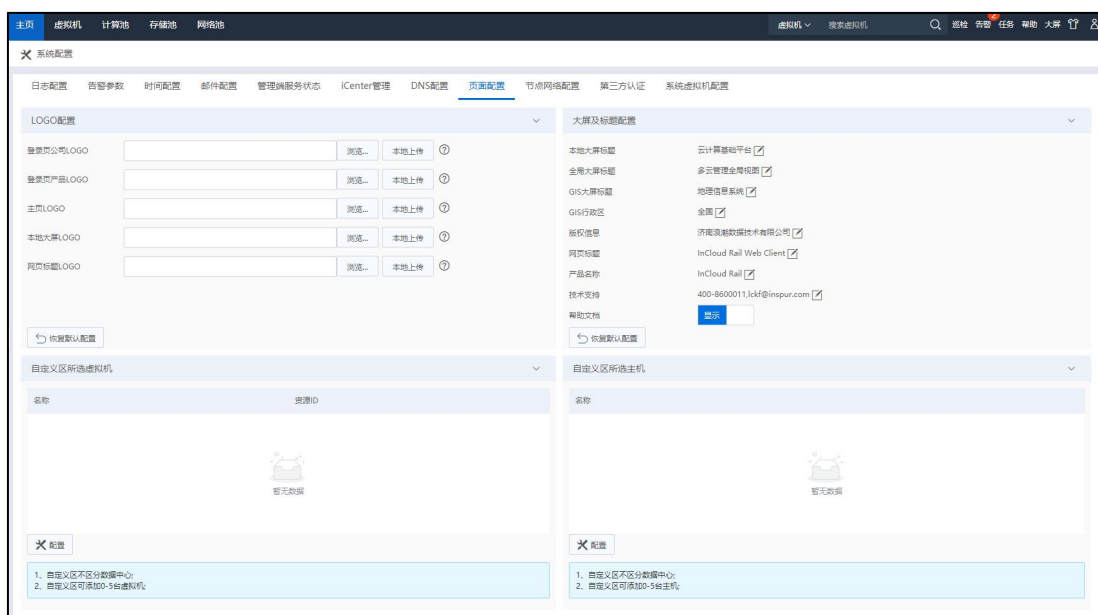 主页 虚拟机 计算池 存储池 网络池 虚拟机 搜索虚拟机 巡检 告警 2 任务 帮助 大屏
系统配置
日志配置 告警参数 时间配置 邮件配置 管理端服务状态 iCenter管理 DNS配置 页面配置 节点网络配置 第三方认证 系统虚拟机配置
LOGO配置
登录页公司LOGO 浏览... 本地上传
登录页产品LOGO 浏览... 本地上传
主页LOGO 浏览... 本地上传
本地大屏LOGO 浏览... 本地上传
网页标题LOGO 浏览... 本地上传
恢复默认配置
大屏及标题配置
本地大屏标题 云计算基础平台
全局大屏标题 多云管理全局视图
GIS大屏标题 地理信息系统
GIS行政区 全国
版权信息 济南浪潮数据技术有限公司
网页标题 InCloud Rail Web Client
产品名称 InCloud Rail
技术支持 400-8600011,lckf@inspur.com
帮助文档 显示
恢复默认配置
自定义区所选虚拟机
名称 资源ID
暂无数据
配置
1、自定义区不区分数据中心;
2、自定义区可添加0-5台虚拟机;
自定义区所选主机
名称
暂无数据
配置
1、自定义区不区分数据中心;
2、自定义区可添加0-5台主机;